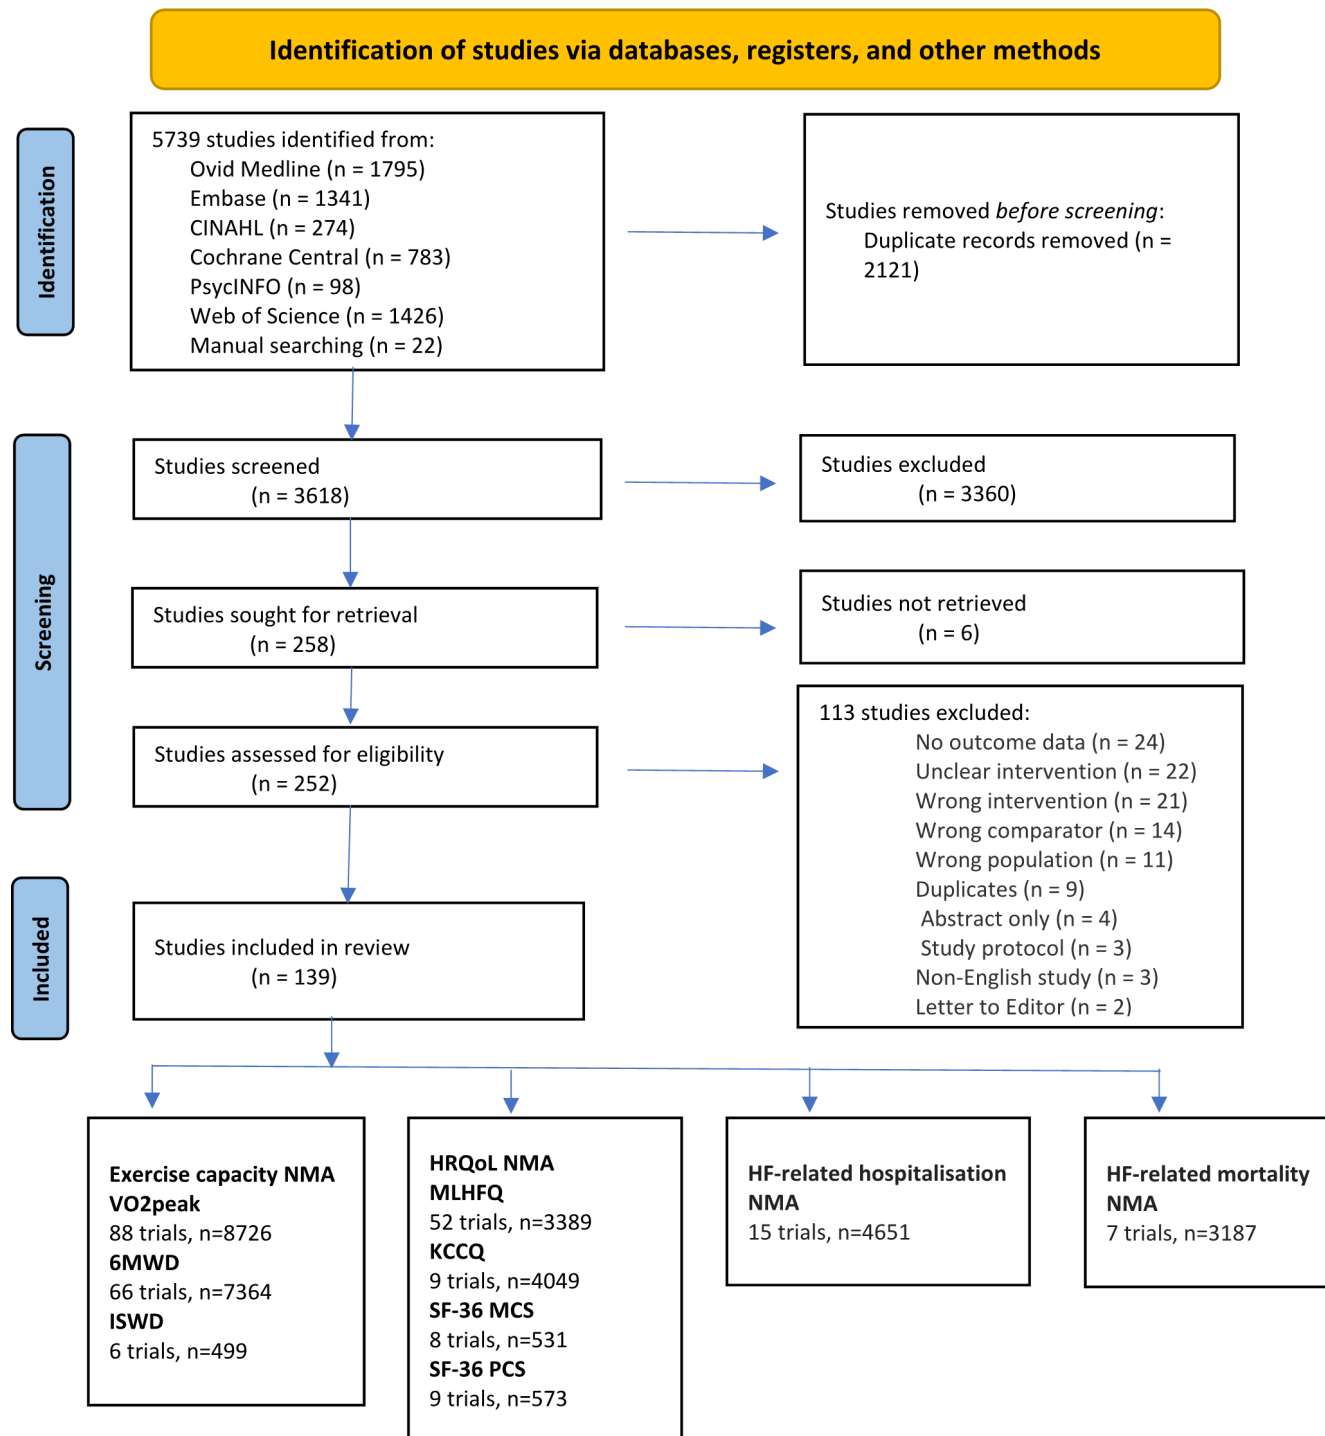 Identification of studies via databases, registers, and other methods
Identification
5739 studies identified from:
Ovid Medline (n = 1795)
Embase (n = 1341)
CINAHL (n = 274)
Cochrane Central (n = 783)
PsycINFO (n = 98)
Web of Science (n = 1426)
Manual searching (n = 22)
Studies removed before screening:
Duplicate records removed (n =
2121)
Screening
Studies screened
(n = 3618)
Studies excluded
(n = 3360)
Studies sought for retrieval
(n = 258)
Studies not retrieved
(n = 6)
Studies assessed for eligibility
(n = 252)
113 studies excluded:
No outcome data (n = 24)
Unclear intervention (n = 22)
Wrong intervention (n = 21)
Wrong comparator (n = 14)
Wrong population (n = 11)
Duplicates (n = 9)
Abstract only (n = 4)
Study protocol (n = 3)
Non-English study (n = 3)
Letter to Editor (n = 2)
Included
Studies included in review
(n = 139)
Exercise capacity NMA
VO2peak
88 trials, n=8726
6MWD
66 trials, n=7364
ISWD
6 trials, n=499
HRQoL NMA
MLHFQ
52 trials, n=3389
KCCQ
9 trials, n=4049
SF-36 MCS
8 trials, n=531
SF-36 PCS
9 trials, n=573
HF-related hospitalisation
NMA
15 trials, n=4651
HF-related mortality
NMA
7 trials, n=3187